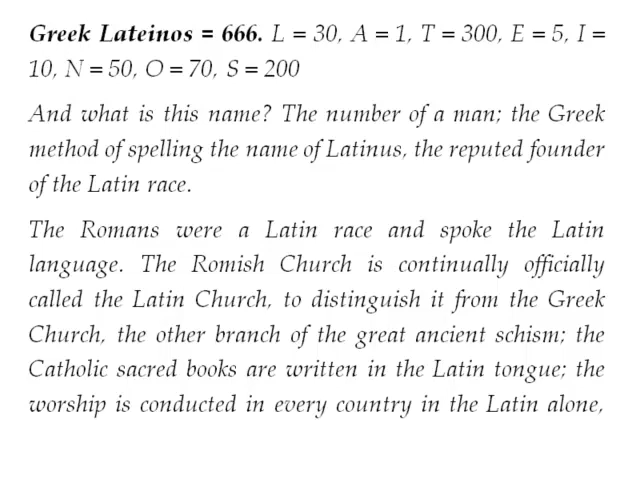 Greek Lateinos = 666. L = 30, A = 1, T = 300, E = 5, I =
10, N = 50, O = 70, S = 200
And what is this name? The number of a man; the Greek
method of spelling the name of Latinus, the reputed founder
of the Latin race.
The Romans were a Latin race and spoke the Latin
language. The Romish Church is continually officially
called the Latin Church, to distinguish it from the Greek
Church, the other branch of the great ancient schism; the
Catholic sacred books are written in the Latin tongue; the
worship is conducted in every country in the Latin alone,